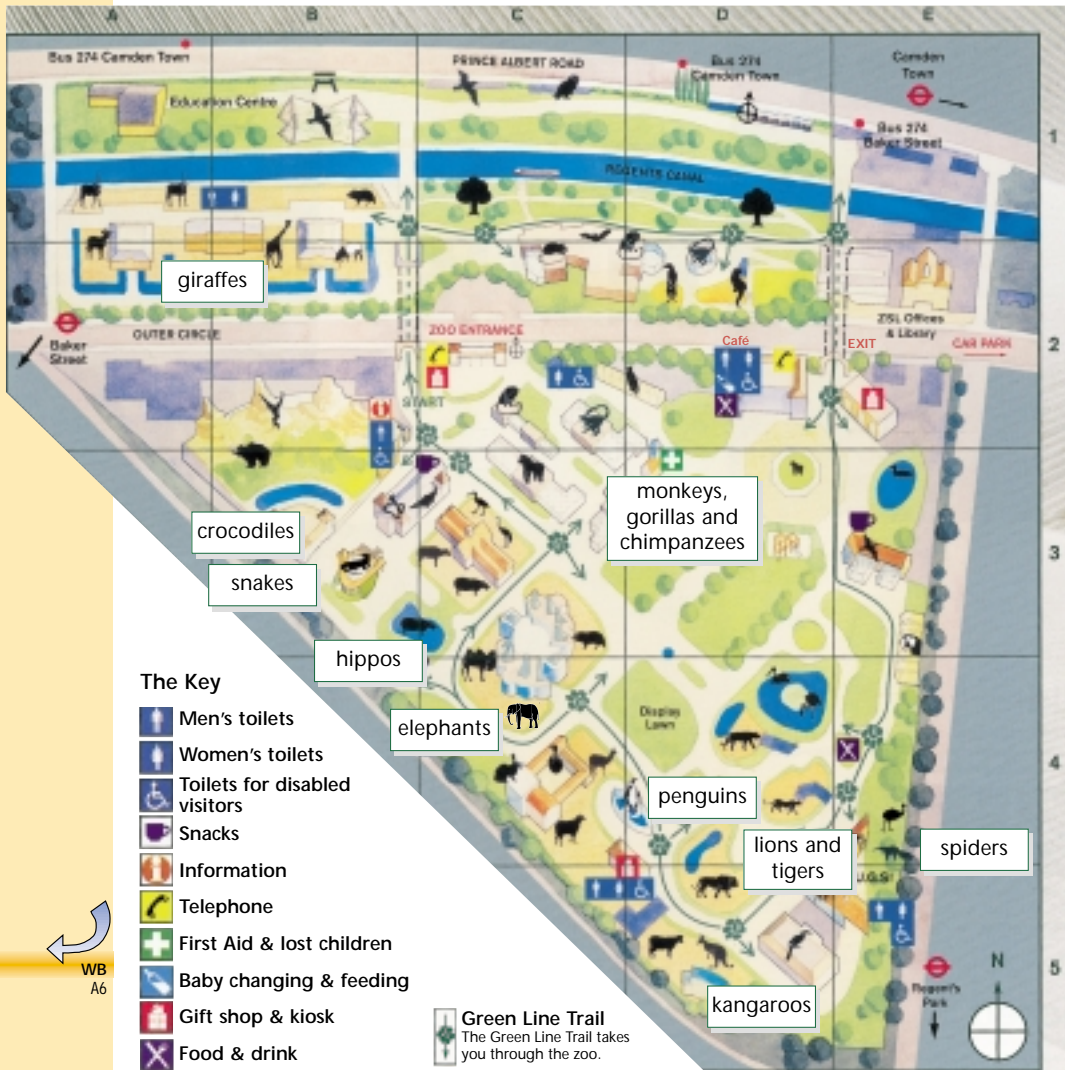 A B C D E
Bus 274 Camden Town
PRINCE ALBERT ROAD
Bus 274
Camden Town
Camden
Town
Education Centre
Bus 274
Baker Street
1
REGENTS CANAL
giraffes
OUTER CIRCLE
Baker
Street
ZOO ENTRANCE
Café
EXIT
ZSL Offices
& Library
CAR PARK
2
START
monkeys,
gorillas and
chimpanzees
crocodiles
snakes
3
hippos
elephants
Display
Lawn
4
penguins
lions and
tigers
spiders
kangaroos
5
Regent's
Park
N
The Key
Men's toilets
Women's toilets
Toilets for disabled
visitors
Snacks
Information
Telephone
First Aid & lost children
Baby changing & feeding
Gift shop & kiosk
Food & drink
Green Line Trail
The Green Line Trail takes
you through the zoo.
WB
A6